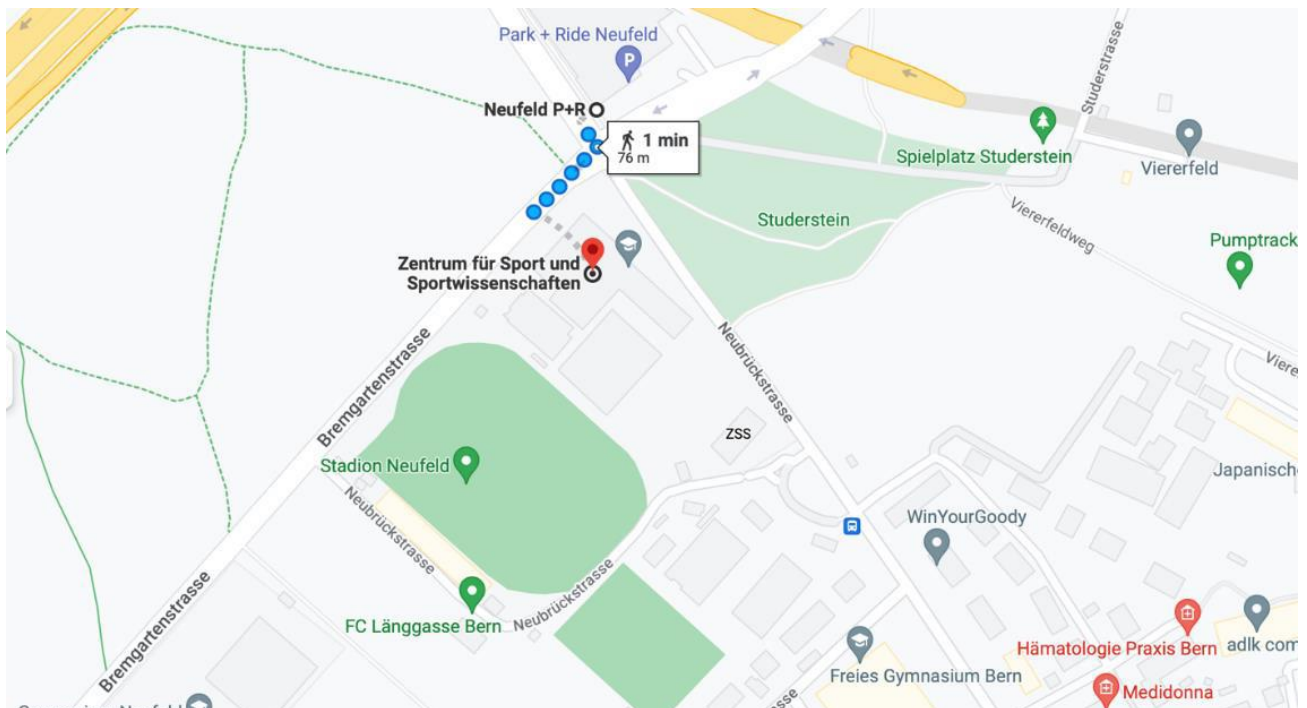 Park + Ride Neufeld
P
Neufeld P+R
1 min
76 m
Studerstrasse
Spielplatz Studerstein
Viererfeld
Studerstein
Viererfeldweg
Pumptrack
Zentrum für Sport und
Sportwissenschaften
Bremgartenstrasse
Neubrückstrasse
ZSS
Stadion Neufeld
Neubrückstrasse
Japanische
WinYourGoody
FC Länggasse Bern
Neubrückstrasse
Bremgartenstrasse
Hämatologie Praxis Bern
adlk com
Freies Gymnasium Bern
Medidonna